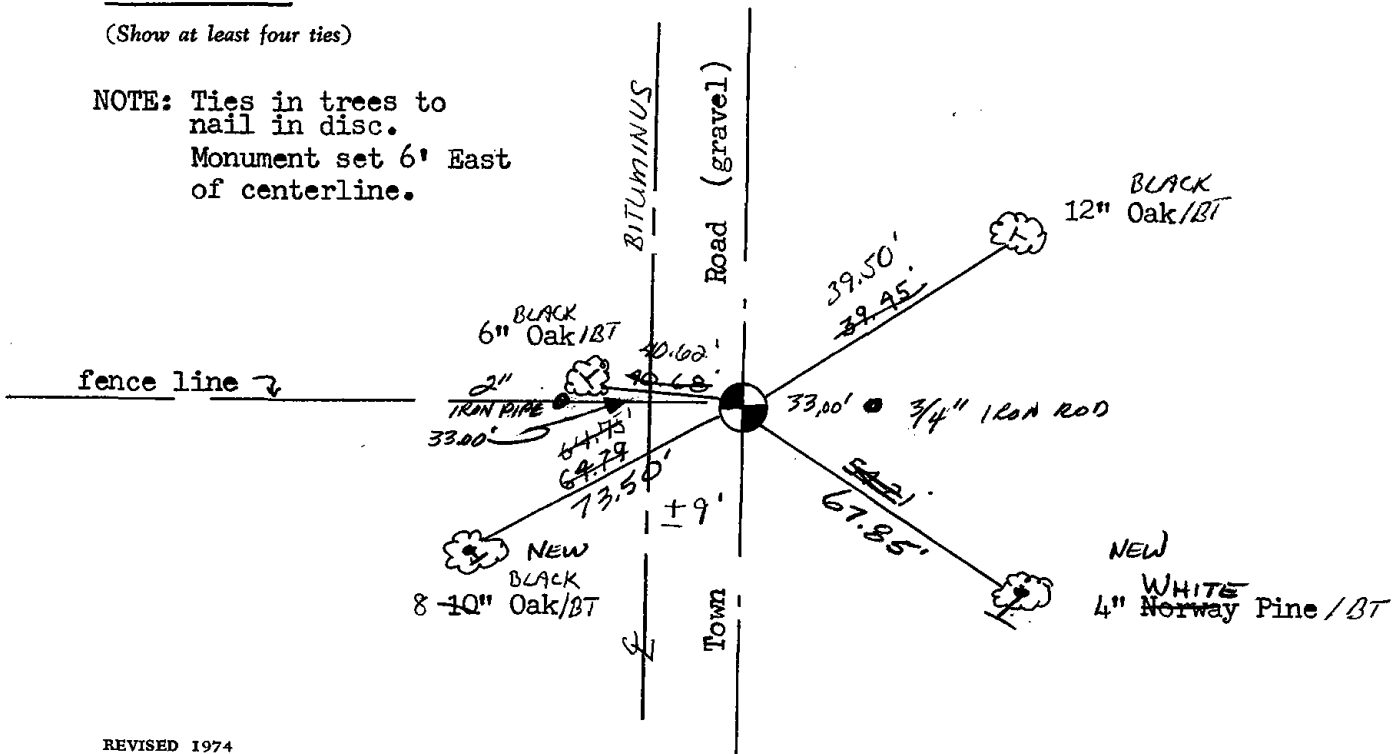 (Show at least four ties)
NOTE: Ties in trees to
nail in disc.
Monument set 6' East
of centerline.
BITUMINUS
Road (gravel)
BLACK
12" Oak/BT
39.50'
39.45'
BLACK
6" Oak/BT
40.62'
40.68'
fence line
2"
IRON PIPE
33.00'
33,00'
3/4" IRON ROD
64.75'
64.79
73.50'
±9'
54.21'
67.85'
NEW
BLACK
8-10" Oak/BT
NEW
WHITE
4" Norway Pine / BT
℄
Town
REVISED 1974